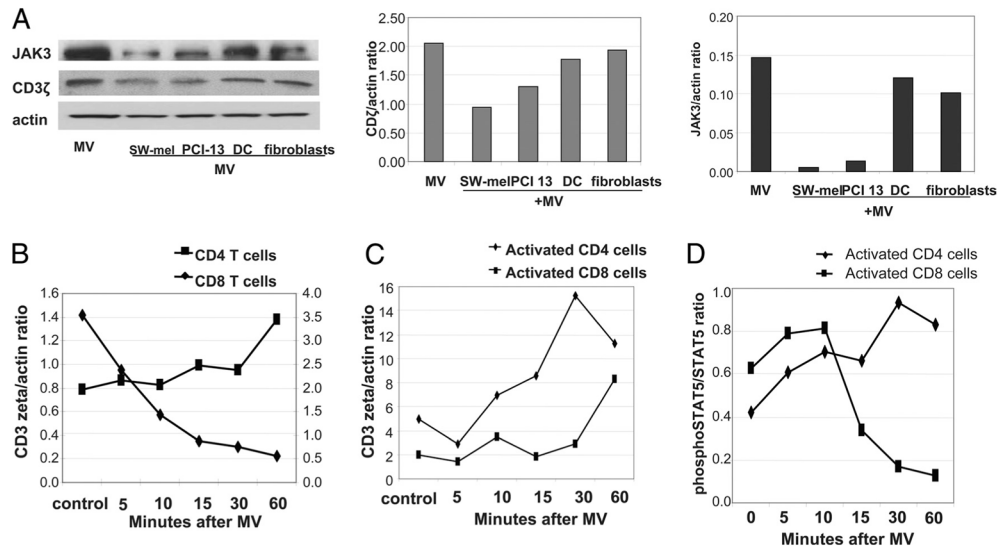 A
JAK3
CD3ζ
actin
MV
SW-mel PCI-13 DC fibroblasts
MV
CDζ/actin ratio
2.50
2.00
1.50
1.00
0.50
0.00
MV
SW-mel PCI 13 DC fibroblasts
+MV
JAK3/actin ratio
0.20
0.15
0.10
0.05
0.00
MV
SW-mel PCI 13 DC fibroblasts
+MV
B
CD4 T cells
CD8 T cells
CD3 zeta/actin ratio
1.6
1.4
1.2
1.0
0.8
0.6
0.4
0.2
0.0
4.0
3.5
3.0
2.5
2.0
1.5
1.0
0.5
0.0
control 5 10 15 30 60
Minutes after MV
C
Activated CD4 cells
Activated CD8 cells
CD3 zeta/actin ratio
16
14
12
10
8
6
4
2
0
control 5 10 15 30 60
Minutes after MV
D
Activated CD4 cells
Activated CD8 cells
phosphoSTAT5/STAT5 ratio
1.0
0.8
0.6
0.4
0.2
0.0
0 5 10 15 30 60
Minutes after MV